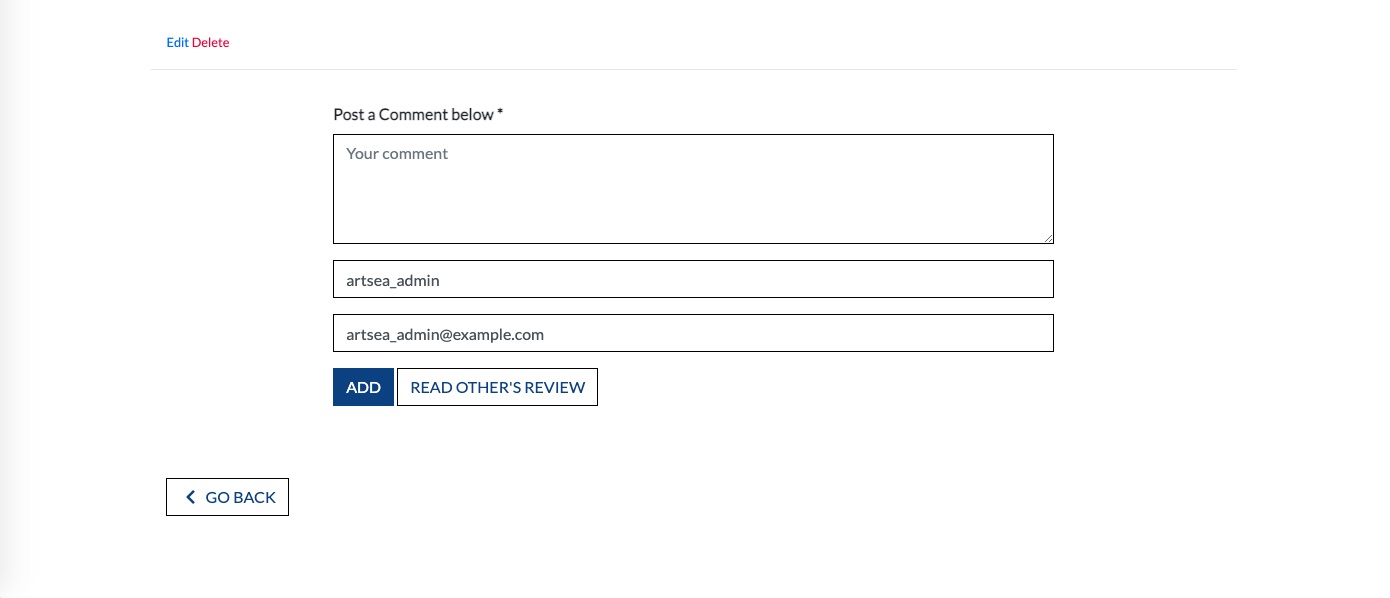 Edit Delete
Post a Comment below *
Your comment
artsea_admin
artsea_admin@example.com
ADD READ OTHER'S REVIEW
GO BACK